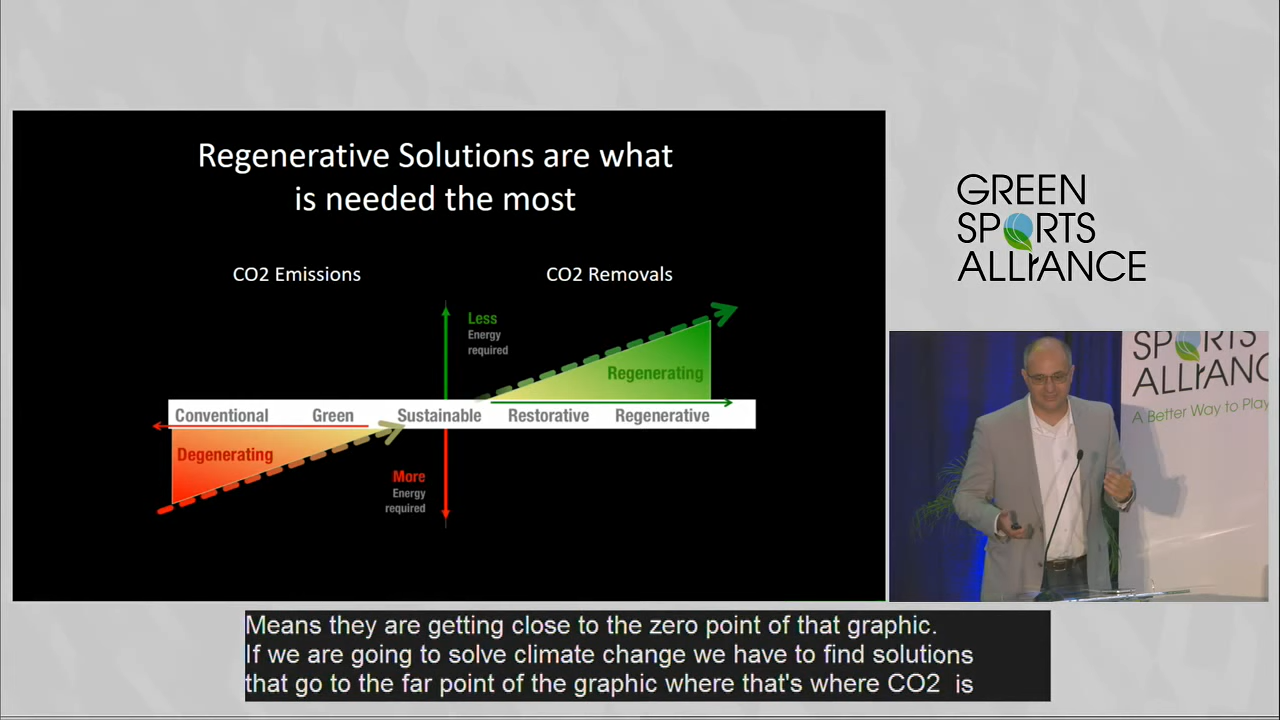 Regenerative Solutions are what
is needed the most
CO2 Emissions
CO2 Removals
Less
Energy
required
Regenerating
Conventional
Green
Sustainable
Restorative
Regenerative
Degenerating
More
Energy
required
GREEN
SPORTS
ALLIANCE
SPORTS
ALLIANC
A Better Way to Play
Means they are getting close to the zero point of that graphic.
If we are going to solve climate change we have to find solutions
that go to the far point of the graphic where that's where CO2 is